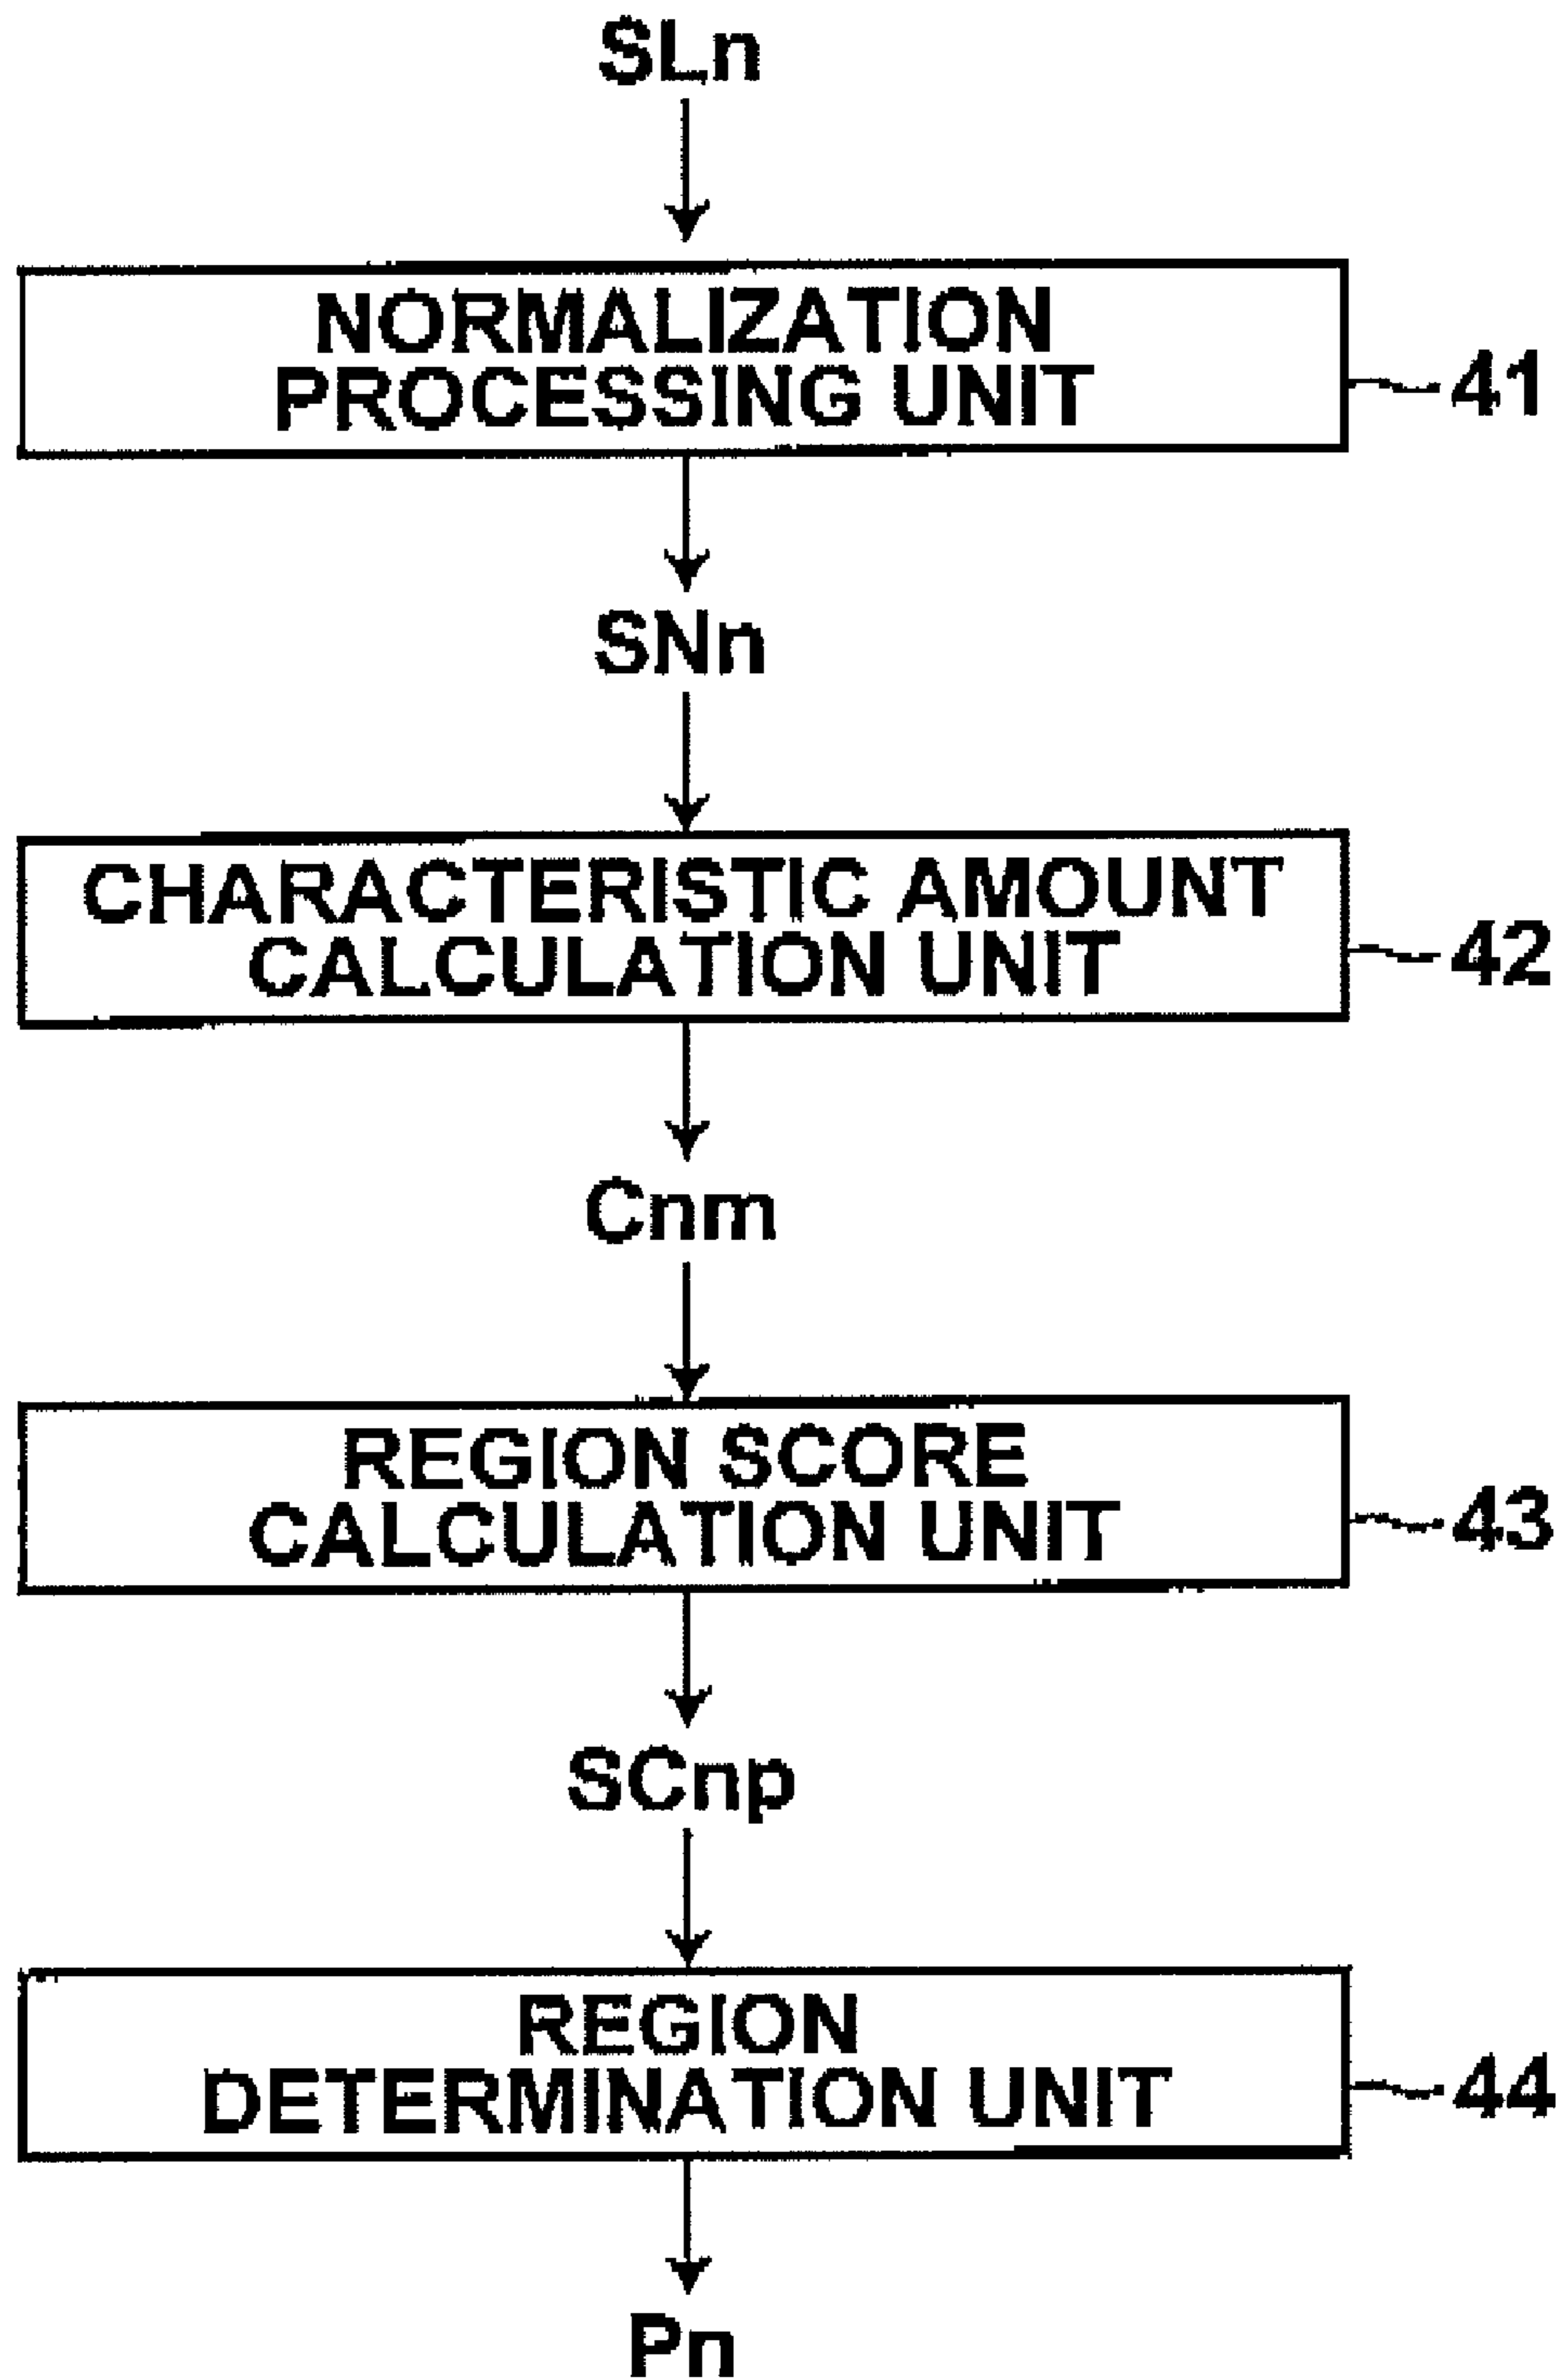 SLn
NORMALIZATION
PROCESSING UNIT
41
SNn
CHARACTERISTIC AMOUNT
CALCULATION UNIT
42
Cnm
REGION SCORE
CALCULATION UNIT
43
SCnp
REGION
DETERMINATION UNIT
44
Pn